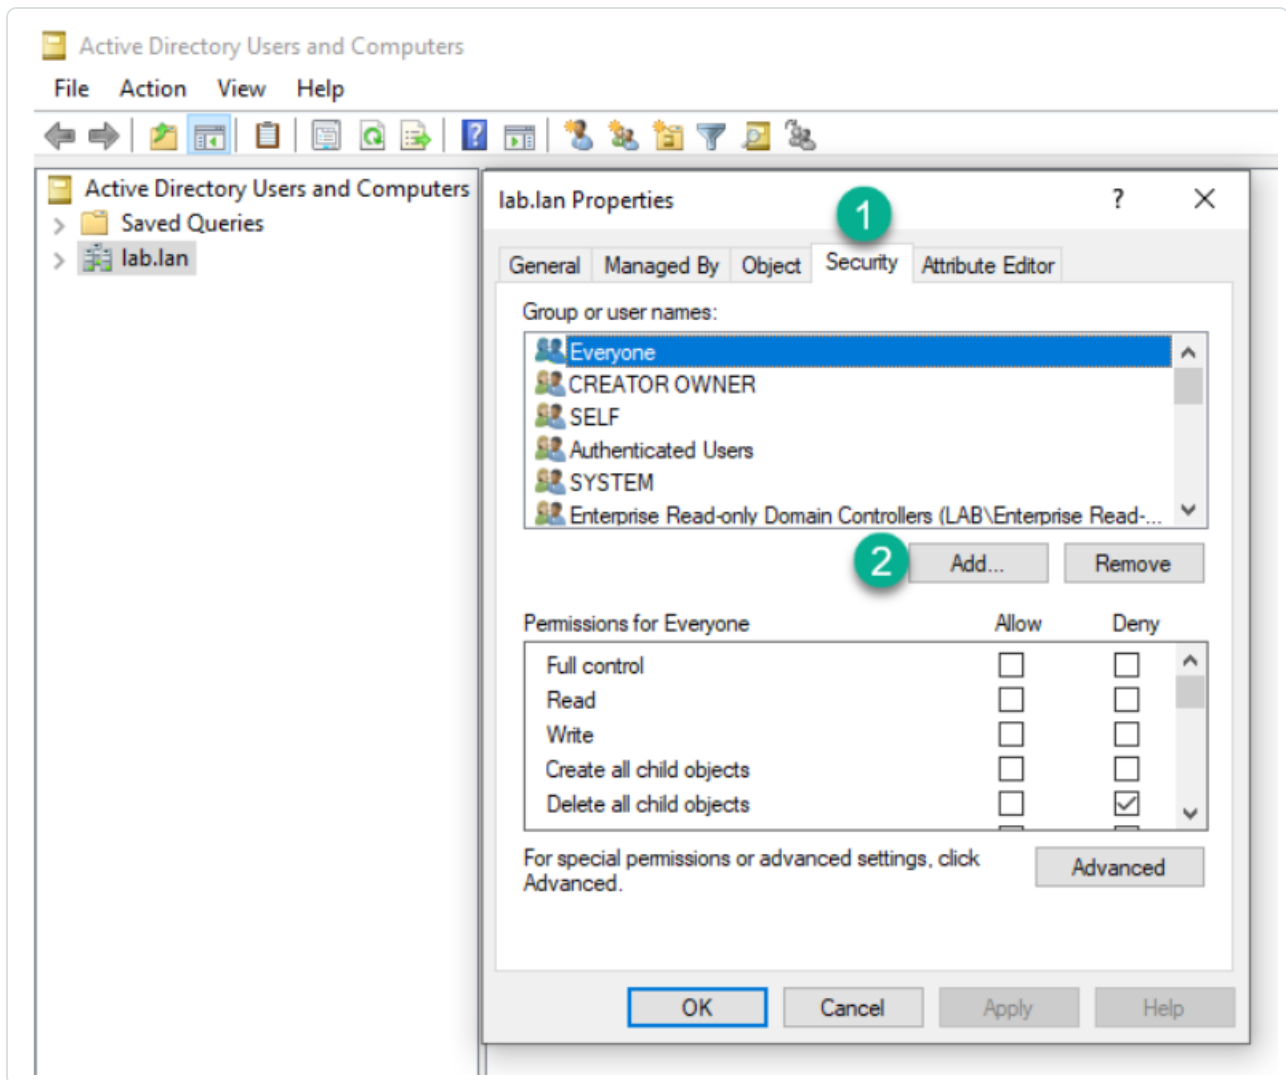 Active Directory Users and Computers
File Action View Help
Active Directory Users and Computers
Saved Queries
lab.lan
lab.lan Properties
?
1
General Managed By Object Security Attribute Editor
Group or user names:
Everyone
CREATOR OWNER
SELF
Authenticated Users
SYSTEM
Enterprise Read-only Domain Controllers (LAB\Enterprise Read-...
2
Add... Remove
Permissions for Everyone Allow Deny
Full control
Read
Write
Create all child objects
Delete all child objects
For special permissions or advanced settings, click
Advanced.
Advanced
OK Cancel Apply Help